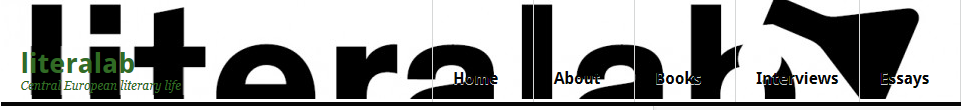 literalab
literalab
Central European literary life
Home About Books Interviews Essays